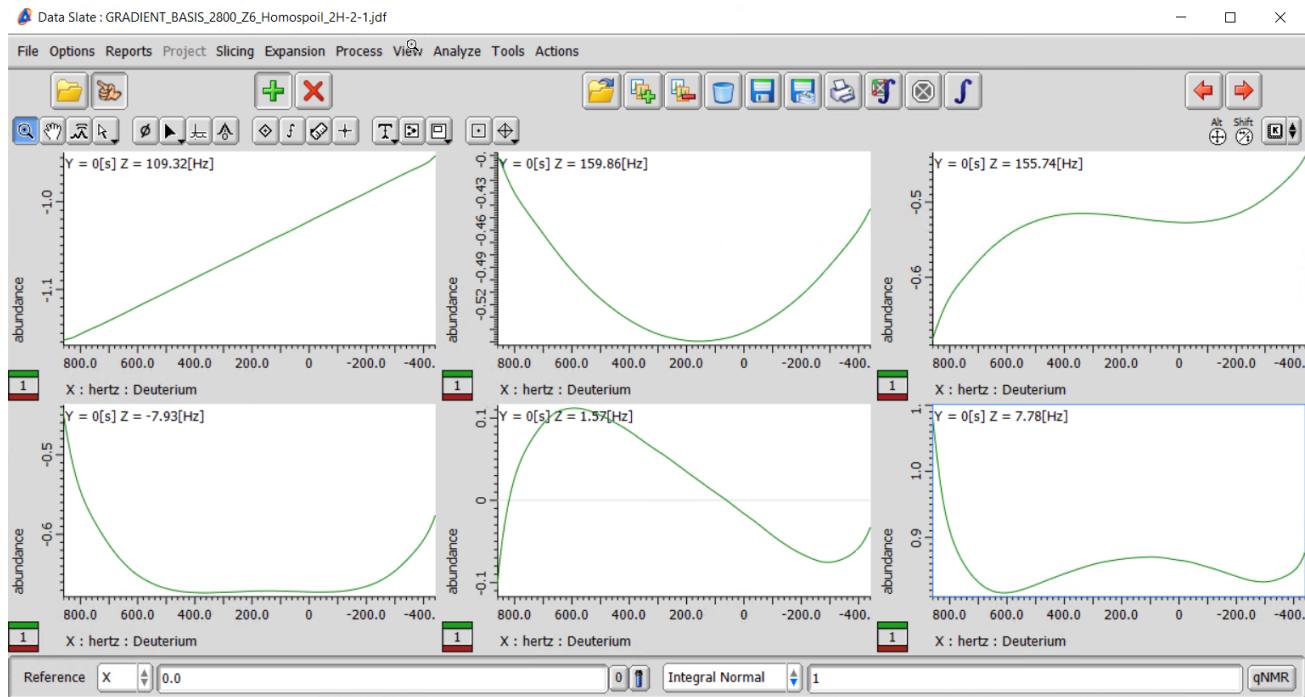 Data Slate : GRADIENT_BASIS_2800_Z6_Homospoil_2H-2-1.jdf
File Options Reports Project Slicing Expansion Process View Analyze Tools Actions
Alt Shift
T K
Y = 0[s] Z = 109.32[Hz]
-1.0
-1.1
abundance
800.0 600.0 400.0 200.0 0 -200.0 -400.
1 X : hertz : Deuterium
Y = 0[s] Z = 159.86[Hz]
-0.
-0.43
-0.46
-0.49
-0.52
abundance
800.0 600.0 400.0 200.0 0 -200.0 -400.
1 X : hertz : Deuterium
Y = 0[s] Z = 155.74[Hz]
-0.5
-0.6
abundance
800.0 600.0 400.0 200.0 0 -200.0 -400.
1 X : hertz : Deuterium
Y = 0[s] Z = -7.93[Hz]
-0.5
-0.6
abundance
800.0 600.0 400.0 200.0 0 -200.0 -400.
1 X : hertz : Deuterium
Y = 0[s] Z = 1.57[Hz]
0.1
0
-0.1
abundance
800.0 600.0 400.0 200.0 0 -200.0 -400.
1 X : hertz : Deuterium
Y = 0[s] Z = 7.78[Hz]
1.
1.0
0.9
abundance
800.0 600.0 400.0 200.0 0 -200.0 -400.
1 X : hertz : Deuterium
Reference X 0.0 0 Integral Normal 1 qNMR